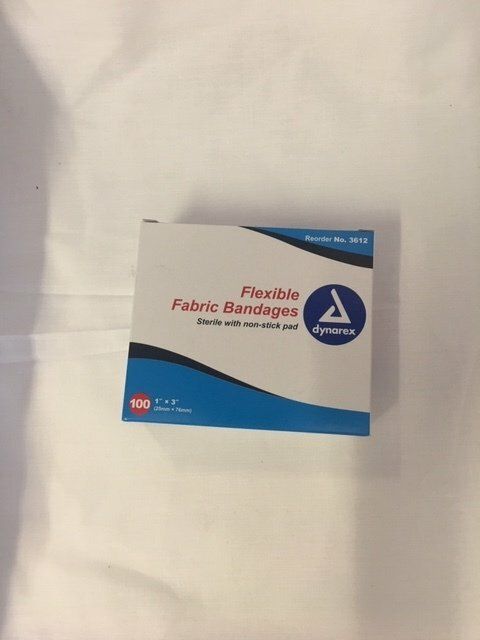 Reorder No. 3612
Flexible
Fabric Bandages
Sterile with non-stick pad
dynarex
100 1" × 3"
(25mm × 76mm)